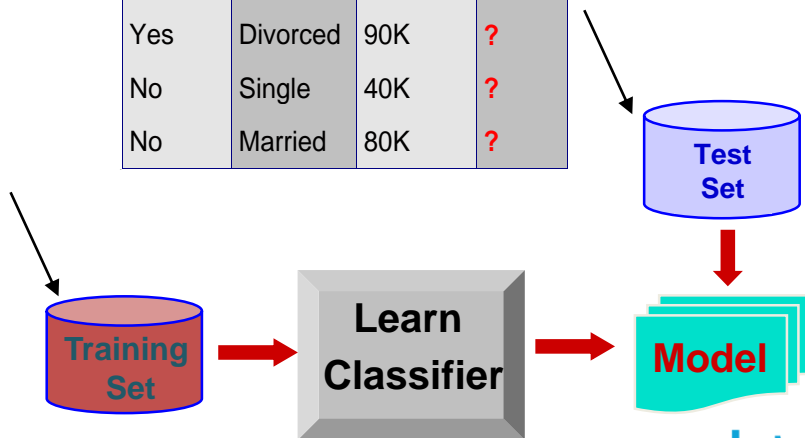 Yes Divorced 90K ?
No Single 40K ?
No Married 80K ?
Test
Set
Training
Set
Learn
Classifier
Model